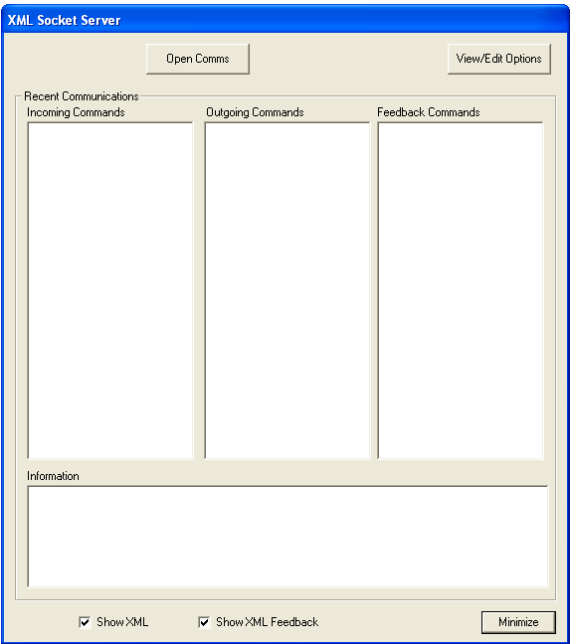 XML Socket Server
Open Comms
View/Edit Options
Recent Communications
Incoming Commands
Outgoing Commands
Feedback Commands
Information
Show XML
Show XML Feedback
Minimize